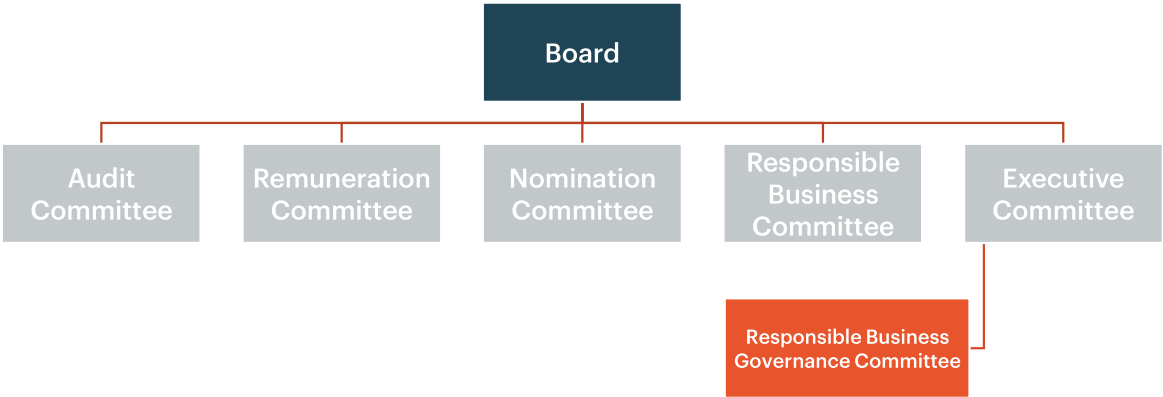 Board
Audit
Committee
Remuneration
Committee
Nomination
Committee
Responsible
Business
Committee
Executive
Committee
Responsible Business
Governance Committee